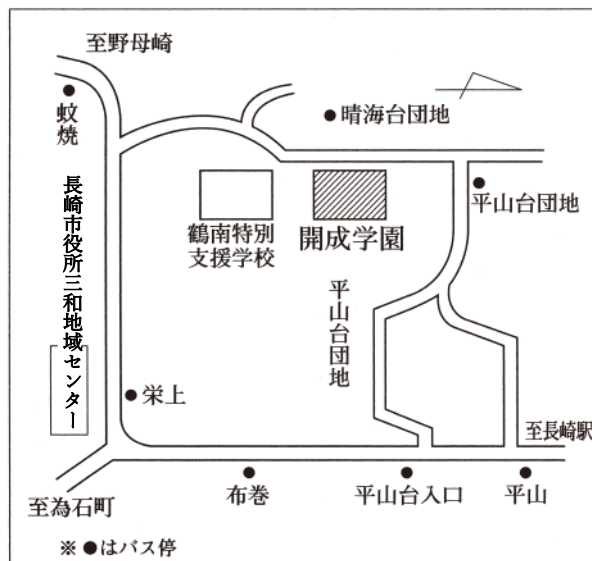 至野母崎
蚊焼
晴海台団地
長崎市役所三和地域センター
鶴南特別
支援学校
開成学園
平山台団地
平山台団地
栄上
至長崎駅
至為石町
布巻
平山台入口
平山
※ ●はバス停